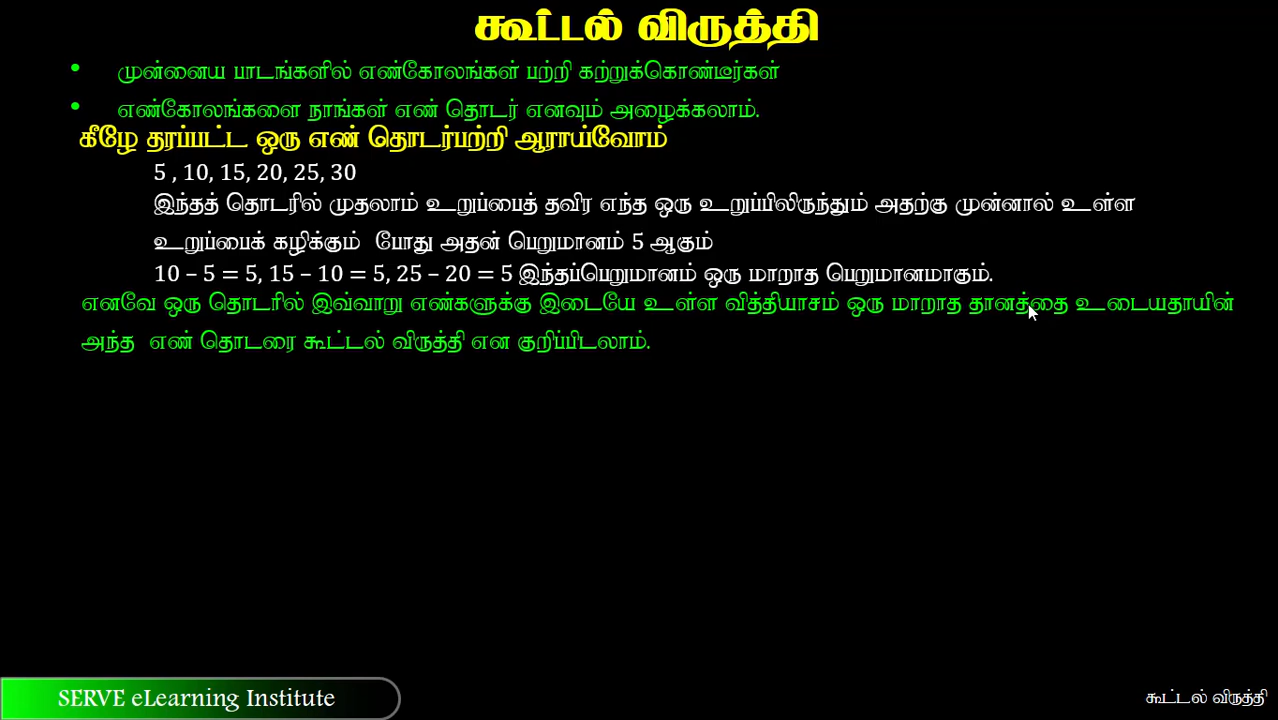 கூட்டல் விருத்தி
• முன்னைய பாடங்களில் எண்கோலங்கள் பற்றி கற்றுக்கொண்டீர்கள்
• எண்கோலங்களை நாங்கள் எண் தொடர் எனவும் அழைக்கலாம்.
கீழே தரப்பட்ட ஒரு எண் தொடர்பற்றி ஆராய்வோம்
5 , 10, 15, 20, 25, 30
இந்தத் தொடரில் முதலாம் உறுப்பைத் தவிர எந்த ஒரு உறுப்பிலிருந்தும் அதற்கு முன்னால் உள்ள
உறுப்பைக் கழிக்கும் போது அதன் பெறுமானம் 5 ஆகும்
10 – 5 = 5, 15 – 10 = 5, 25 – 20 = 5 இந்தப்பெறுமானம் ஒரு மாறாத பெறுமானமாகும்.
எனவே ஒரு தொடரில் இவ்வாறு எண்களுக்கு இடையே உள்ள வித்தியாசம் ஒரு மாறாத தானத்தை உடையதாயின்
அந்த எண் தொடரை கூட்டல் விருத்தி என குறிப்பிடலாம்.
SERVE eLearning Institute
கூட்டல் விருத்தி